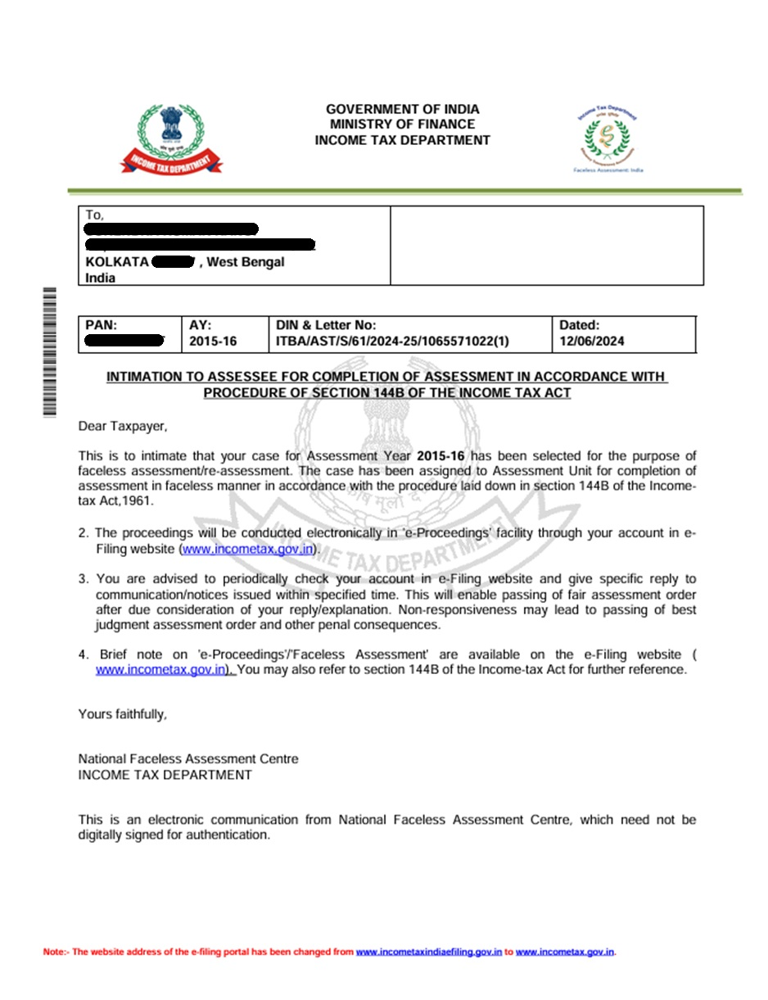 GOVERNMENT OF INDIA
MINISTRY OF FINANCE
INCOME TAX DEPARTMENT
INCOME TAX DEPARTMENT
Income Tax Department
Faceless Assessment: India
To,
KOLKATA , West Bengal
India
PAN:
AY:
2015-16
DIN & Letter No:
ITBA/AST/S/61/2024-25/1065571022(1)
Dated:
12/06/2024
INTIMATION TO ASSESSEE FOR COMPLETION OF ASSESSMENT IN ACCORDANCE WITH
PROCEDURE OF SECTION 144B OF THE INCOME TAX ACT
Dear Taxpayer,
This is to intimate that your case for Assessment Year 2015-16 has been selected for the purpose of
faceless assessment/re-assessment. The case has been assigned to Assessment Unit for completion of
assessment in faceless manner in accordance with the procedure laid down in section 144B of the Income-
tax Act,1961.
2. The proceedings will be conducted electronically in 'e-Proceedings' facility through your account in e-
Filing website (www.incometax.gov.in).
3. You are advised to periodically check your account in e-Filing website and give specific reply to
communication/notices issued within specified time. This will enable passing of fair assessment order
after due consideration of your reply/explanation. Non-responsiveness may lead to passing of best
judgment assessment order and other penal consequences.
4. Brief note on 'e-Proceedings'/'Faceless Assessment' are available on the e-Filing website (
www.incometax.gov.in). You may also refer to section 144B of the Income-tax Act for further reference.
कोष मूलो दण्डः
INCOME TAX DEPARTMENT
Yours faithfully,
National Faceless Assessment Centre
INCOME TAX DEPARTMENT
This is an electronic communication from National Faceless Assessment Centre, which need not be
digitally signed for authentication.
Note:- The website address of the e-filing portal has been changed from www.incometaxindiaefiling.gov.in to www.incometax.gov.in.